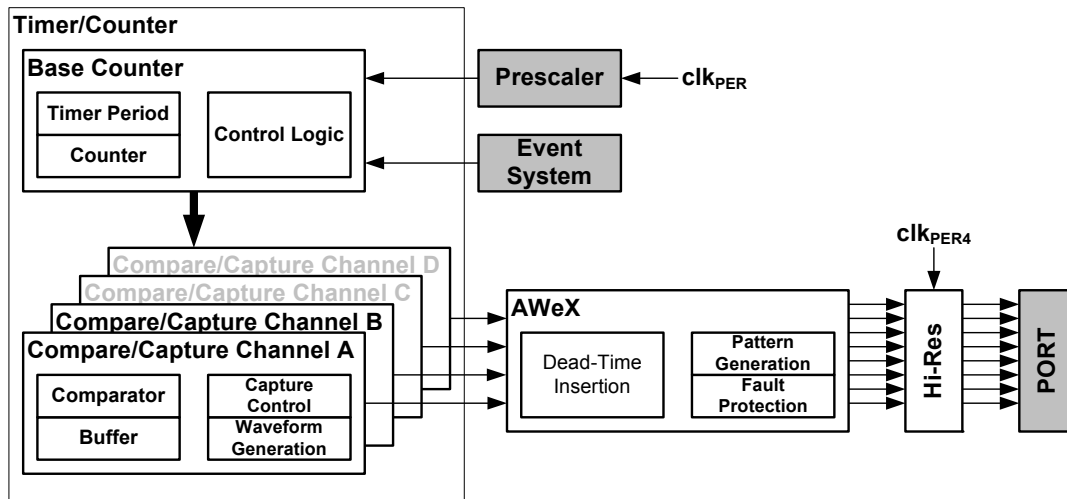 Timer/Counter
Base Counter
Timer Period
Counter
Control Logic
Prescaler
clkPER
Event
System
Compare/Capture Channel D
Compare/Capture Channel C
Compare/Capture Channel B
Compare/Capture Channel A
Comparator
Buffer
Capture
Control
Waveform
Generation
AWeX
Dead-Time
Insertion
Pattern
Generation
Fault
Protection
clkPER4
Hi-Res
PORT